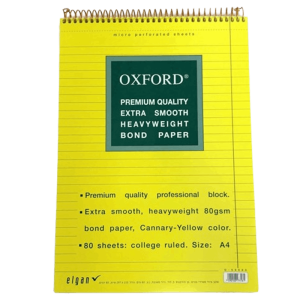 micro perforated sheets
OXFORD®
PREMIUM QUALITY
EXTRA SMOOTH
HEAVYWEIGHT
BOND PAPER
• Premium quality professional block.
• Extra smooth, heavyweight 80gsm
bond paper, Cannary-Yellow color.
• 80 sheets: college ruled. Size: A4
elgen